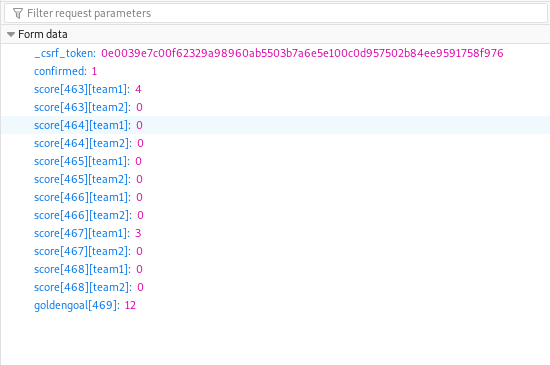 Filter request parameters
Form data
_csrf_token: 0e0039e7c00f62329a98960ab5503b7a6e5e100c0d957502b84ee9591758f976
confirmed: 1
score[463][team1]: 4
score[463][team2]: 0
score[464][team1]: 0
score[464][team2]: 0
score[465][team1]: 0
score[465][team2]: 0
score[466][team1]: 0
score[466][team2]: 0
score[467][team1]: 3
score[467][team2]: 0
score[468][team1]: 0
score[468][team2]: 0
goldengoal[469]: 12